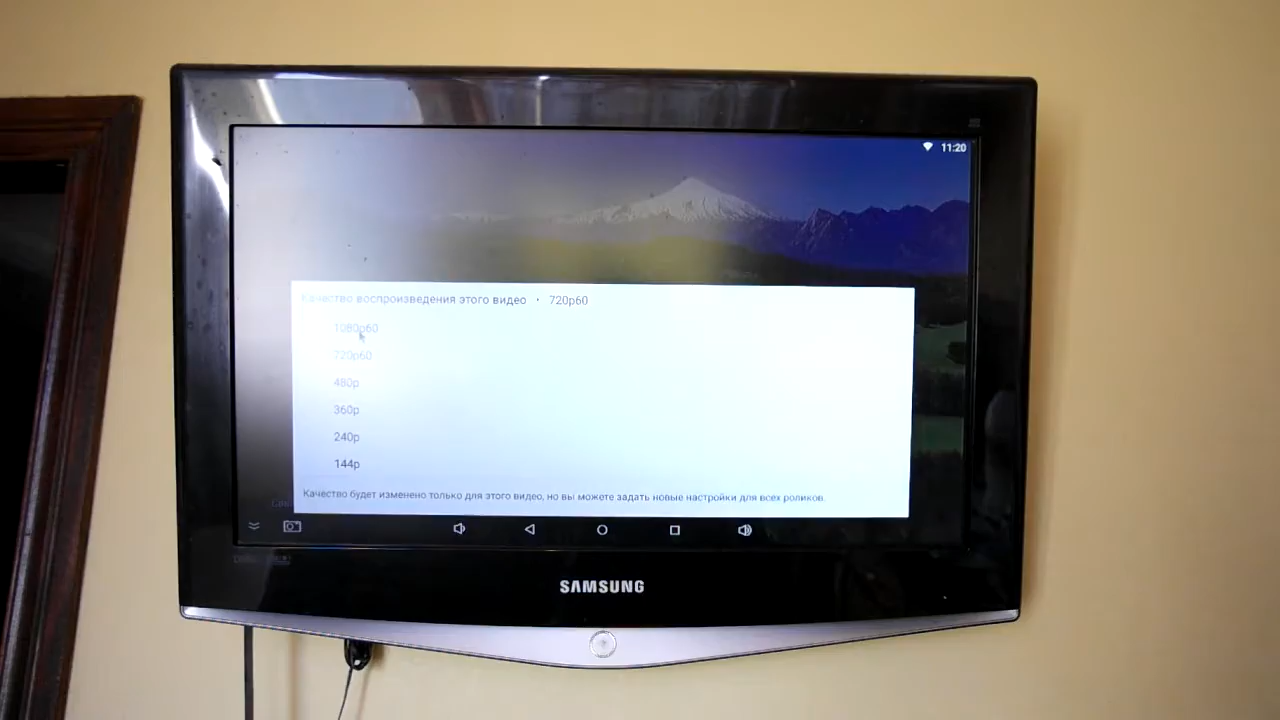 11:20
Качество воспроизведения этого видео • 720p60
1080p60
720p60
480p
360p
240p
144p
Качество будет изменено только для этого видео, но вы можете задать новые настройки для всех роликов.
SAMSUNG